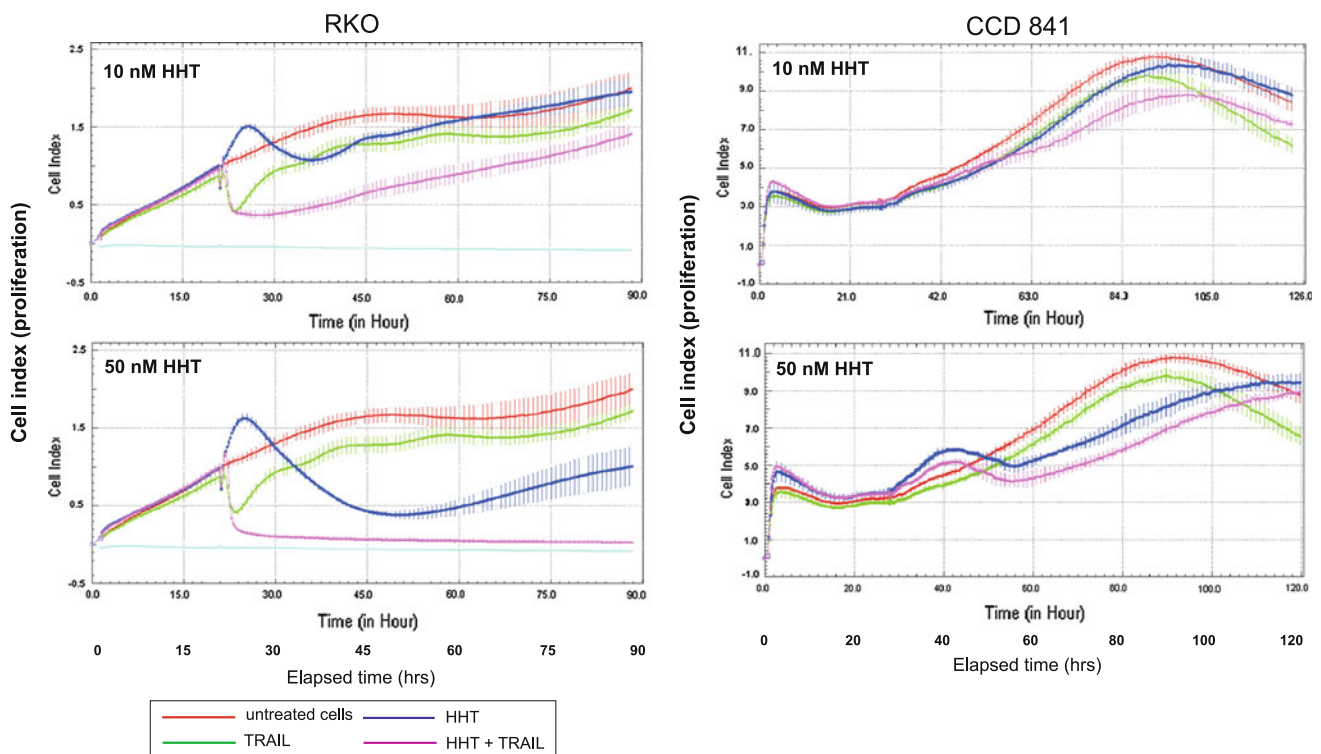 RKO
CCD 841
Cell index (proliferation)
Cell Index
2.5
1.5
0.5
-0.5
10 nM HHT
0.0 15.0 30.0 45.0 60.0 75.0 90.0
Time (in Hour)
Cell Index
2.5
1.5
0.5
-0.5
50 nM HHT
0.0 15.0 30.0 45.0 60.0 75.0 90.0
Time (in Hour)
0 15 30 45 60 75 90
Elapsed time (hrs)
Cell index (proliferation)
Cell Index
11.
9.0
7.0
5.0
3.0
1.0
-1.0
10 nM HHT
0.0 21.0 42.0 63.0 84.3 105.0 126.0
Time (in Hour)
Cell Index
11.0
9.0
7.0
5.0
3.0
1.0
-1.0
50 nM HHT
0.0 20.0 40.0 60.0 80.0 100.0 120.0
Time (in Hour)
0 20 40 60 80 100 120
Elapsed time (hrs)
untreated cells
HHT
TRAIL
HHT + TRAIL